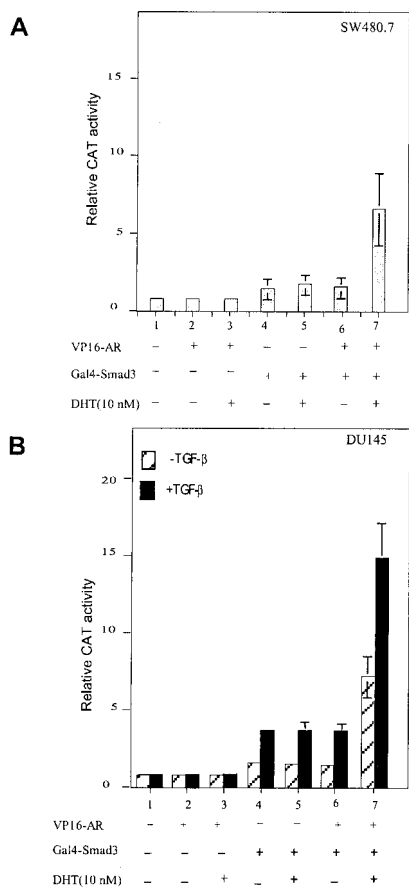 A
SW480.7
Relative CAT activity
15
10
5
0
1 2 3 4 5 6 7
VP16-AR – + + – – + +
Gal4-Smad3 – – – + + + +
DHT(10 nM) – – + – + – +
B
DU145
-TGF-β
+TGF-β
Relative CAT activity
20
15
10
5
0
1 2 3 4 5 6 7
VP16-AR – + + – – + +
Gal4-Smad3 – – – + + + +
DHT(10 nM) – – + – + – +